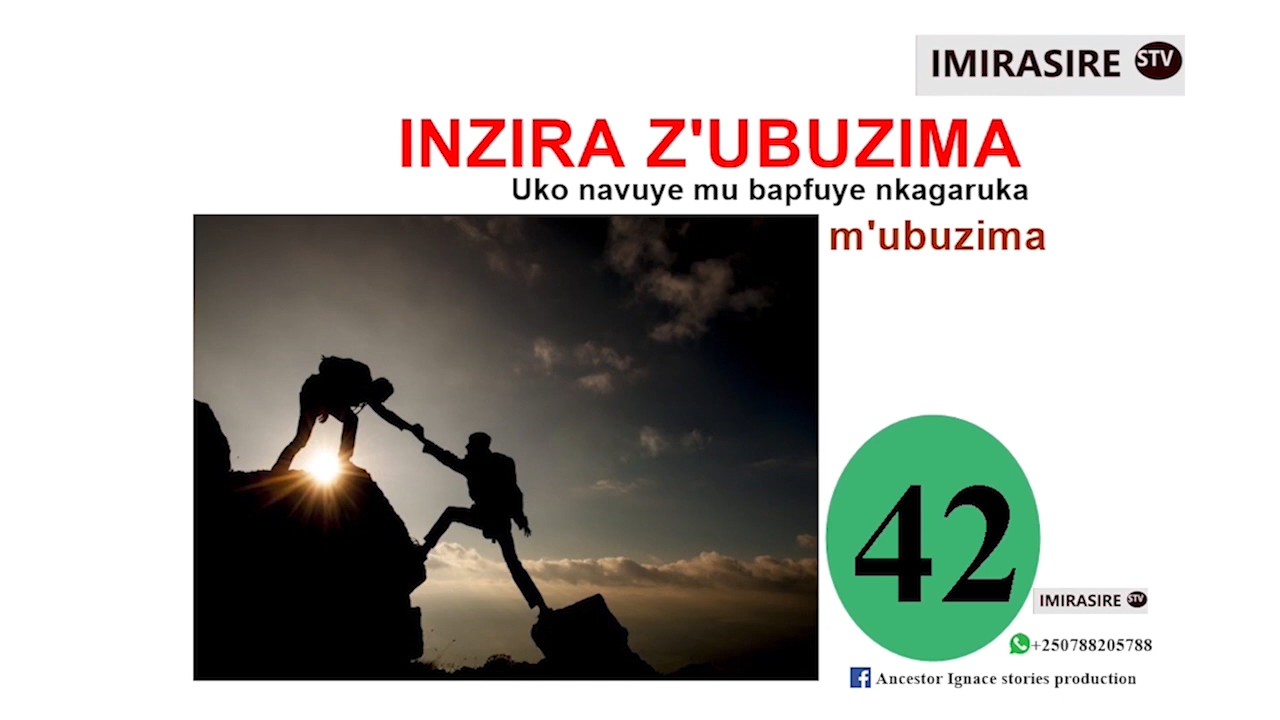 IMIRASIRE STV
INZIRA Z'UBUZIMA
Uko navuye mu bapfuye nkagaruka
m'ubuzima
42
IMIRASIRE STV
+250788205788
Ancestor Ignace stories production